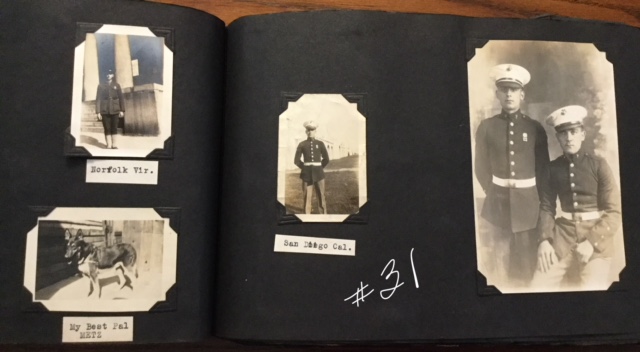 Norfolk Vir.
My Best Pal
METZ
San Diego Cal.
#31